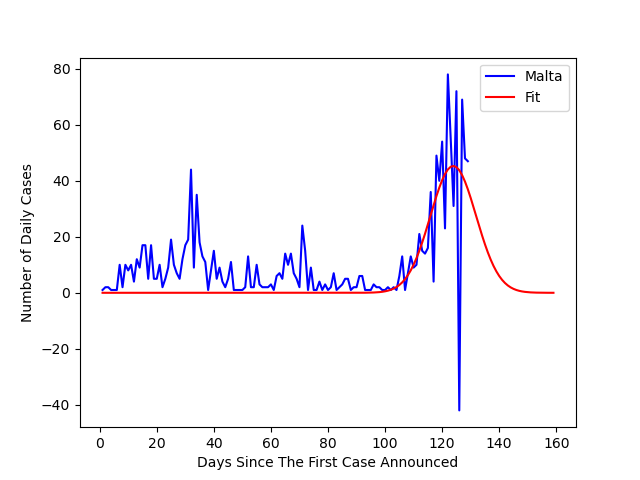 Malta
Fit
80
60
40
20
0
−20
−40
Number of Daily Cases
0 20 40 60 80 100 120 140 160
Days Since The First Case Announced